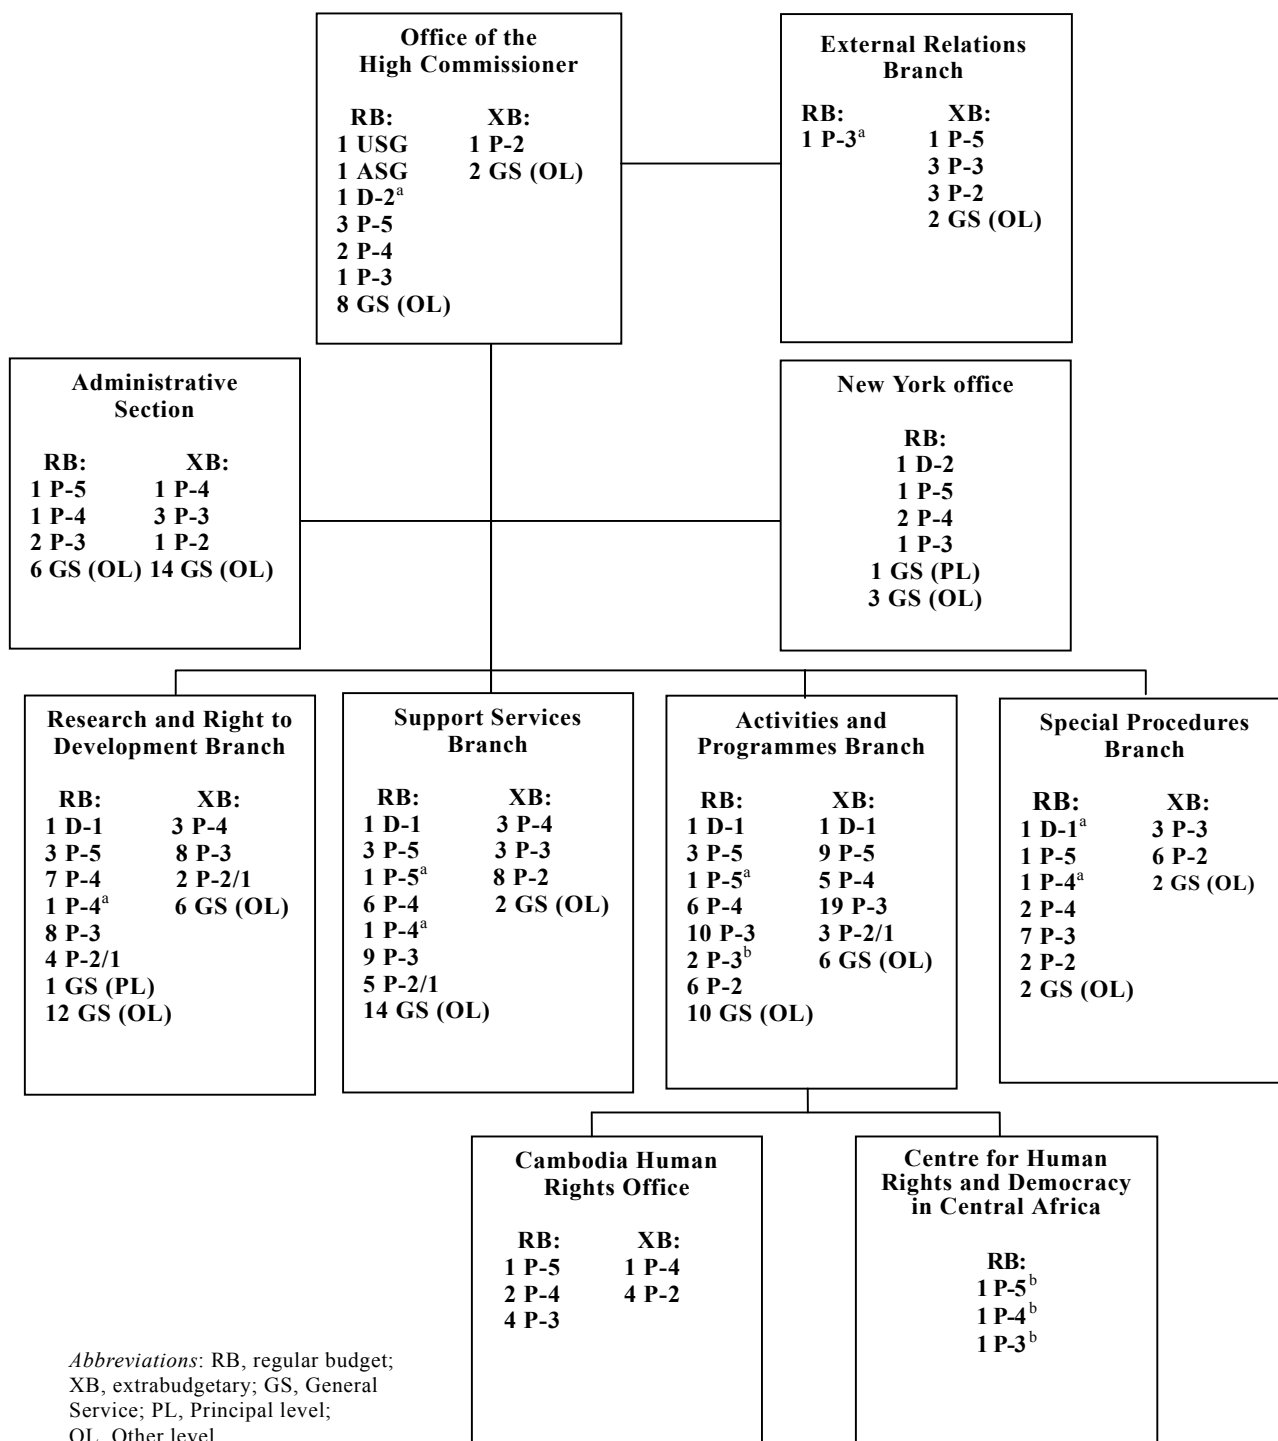 Office of the
High Commissioner
RB: XB:
1 USG 1 P-2
1 ASG 2 GS (OL)
1 D-2a
3 P-5
2 P-4
1 P-3
8 GS (OL)
External Relations
Branch
RB: XB:
1 P-3a 1 P-5
3 P-3
3 P-2
2 GS (OL)
Administrative
Section
RB: XB:
1 P-5 1 P-4
1 P-4 3 P-3
2 P-3 1 P-2
6 GS (OL) 14 GS (OL)
New York office
RB:
1 D-2
1 P-5
2 P-4
1 P-3
1 GS (PL)
3 GS (OL)
Research and Right to
Development Branch
RB: XB:
1 D-1 3 P-4
3 P-5 8 P-3
7 P-4 2 P-2/1
1 P-4a 6 GS (OL)
8 P-3
4 P-2/1
1 GS (PL)
12 GS (OL)
Support Services
Branch
RB: XB:
1 D-1 3 P-4
3 P-5 3 P-3
1 P-5a 8 P-2
6 P-4 2 GS (OL)
1 P-4a
9 P-3
5 P-2/1
14 GS (OL)
Activities and
Programmes Branch
RB: XB:
1 D-1 1 D-1
3 P-5 9 P-5
1 P-5a 5 P-4
6 P-4 19 P-3
10 P-3 3 P-2/1
2 P-3b 6 GS (OL)
6 P-2
10 GS (OL)
Special Procedures
Branch
RB: XB:
1 D-1a 3 P-3
1 P-5 6 P-2
1 P-4a 2 GS (OL)
2 P-4
7 P-3
2 P-2
2 GS (OL)
Cambodia Human
Rights Office
RB: XB:
1 P-5 1 P-4
2 P-4 4 P-2
4 P-3
Centre for Human
Rights and Democracy
in Central Africa
RB:
1 P-5b
1 P-4b
1 P-3b
Abbreviations: RB, regular budget;
XB, extrabudgetary; GS, General
Service; PL, Principal level;
OL, Other level